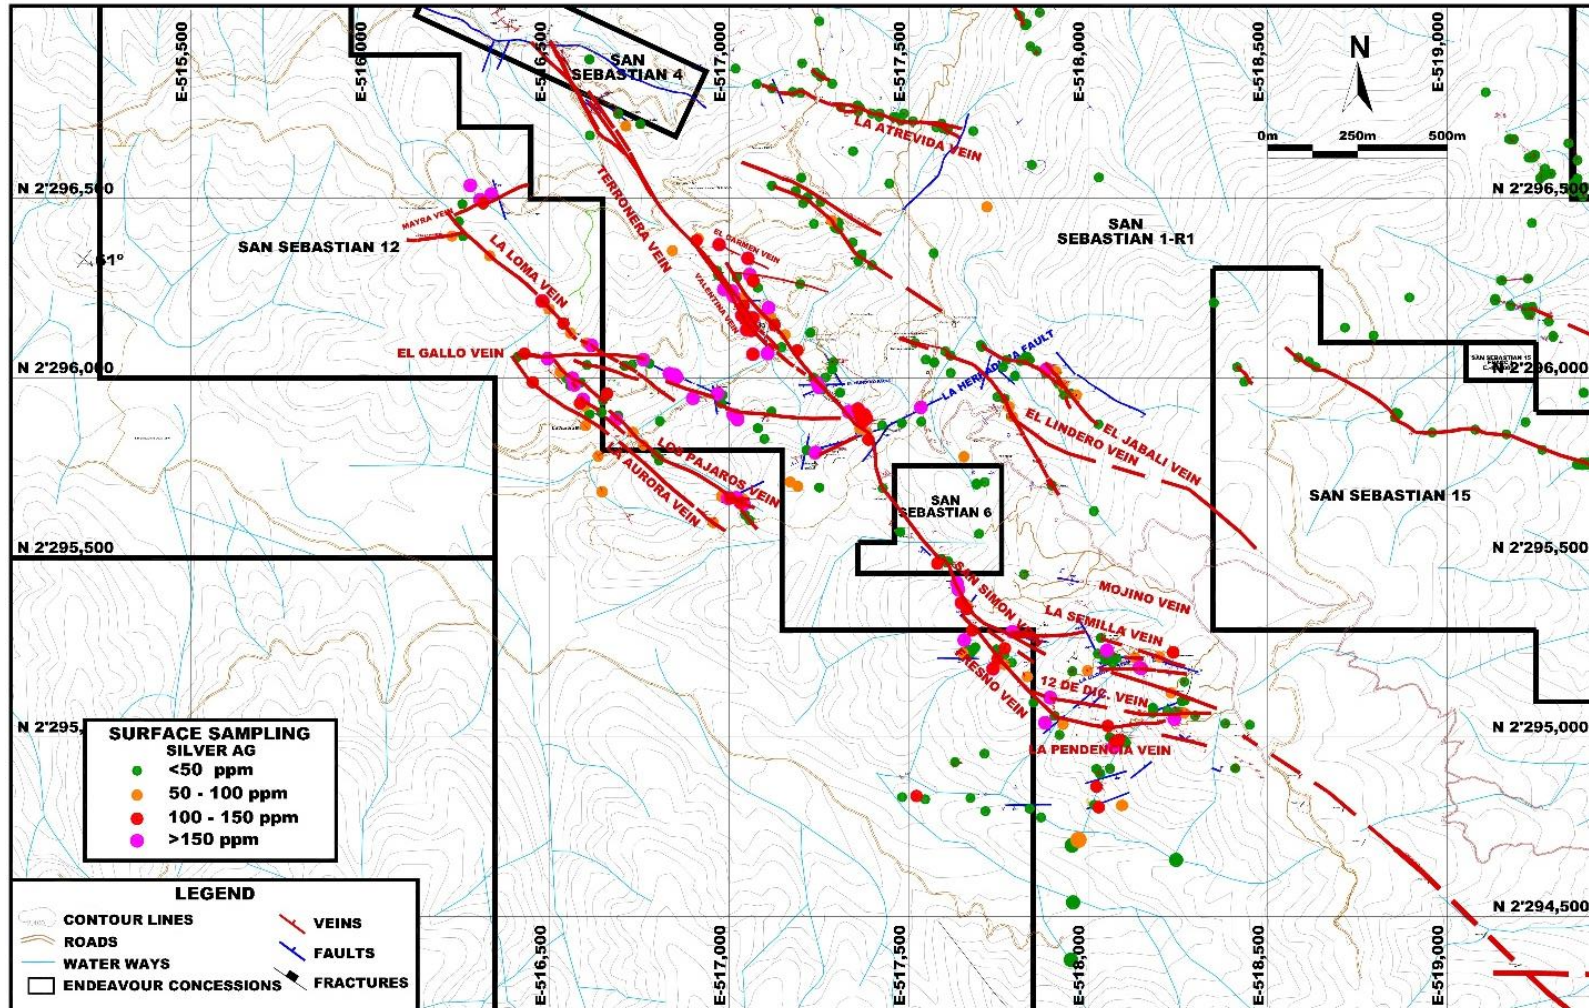 E-515,500
E-516,000
E-516,500
E-517,000
E-517,500
E-518,000
E-518,500
E-519,000
SAN
SEBASTIAN 4
N
0m 250m 500m
LA ATREVIDA VEIN
N 2'296,500
N 2'296,500
TERRONERA VEIN
MAYRA VEIN
SAN SEBASTIAN 12
SAN
SEBASTIAN 1-R1
EL CARMEN VEIN
LA LOMA VEIN
VALENTINA VEIN
EL GALLO VEIN
N 2'296,000
N 2'296,000
SAN SEBASTIAN 15
LA HERRADURA FAULT
EL LINDERO VEIN
EL JABALI VEIN
LOS PAJAROS VEIN
LA AURORA VEIN
SAN
SEBASTIAN 6
SAN SEBASTIAN 15
N 2'295,500
N 2'295,500
SAN SIMON
MOJINO VEIN
LA SEMILLA VEIN
FRESNO VEIN
12 DE DIC. VEIN
LA PENDENCIA VEIN
N 2'295,
N 2'295,000
SURFACE SAMPLING
SILVER AG
<50 ppm
50 - 100 ppm
100 - 150 ppm
>150 ppm
N 2'294,500
LEGEND
CONTOUR LINES
ROADS
WATER WAYS
ENDEAVOUR CONCESSIONS
VEINS
FAULTS
FRACTURES
E-516,500
E-517,000
E-517,500
E-518,000
E-518,500
E-519,000